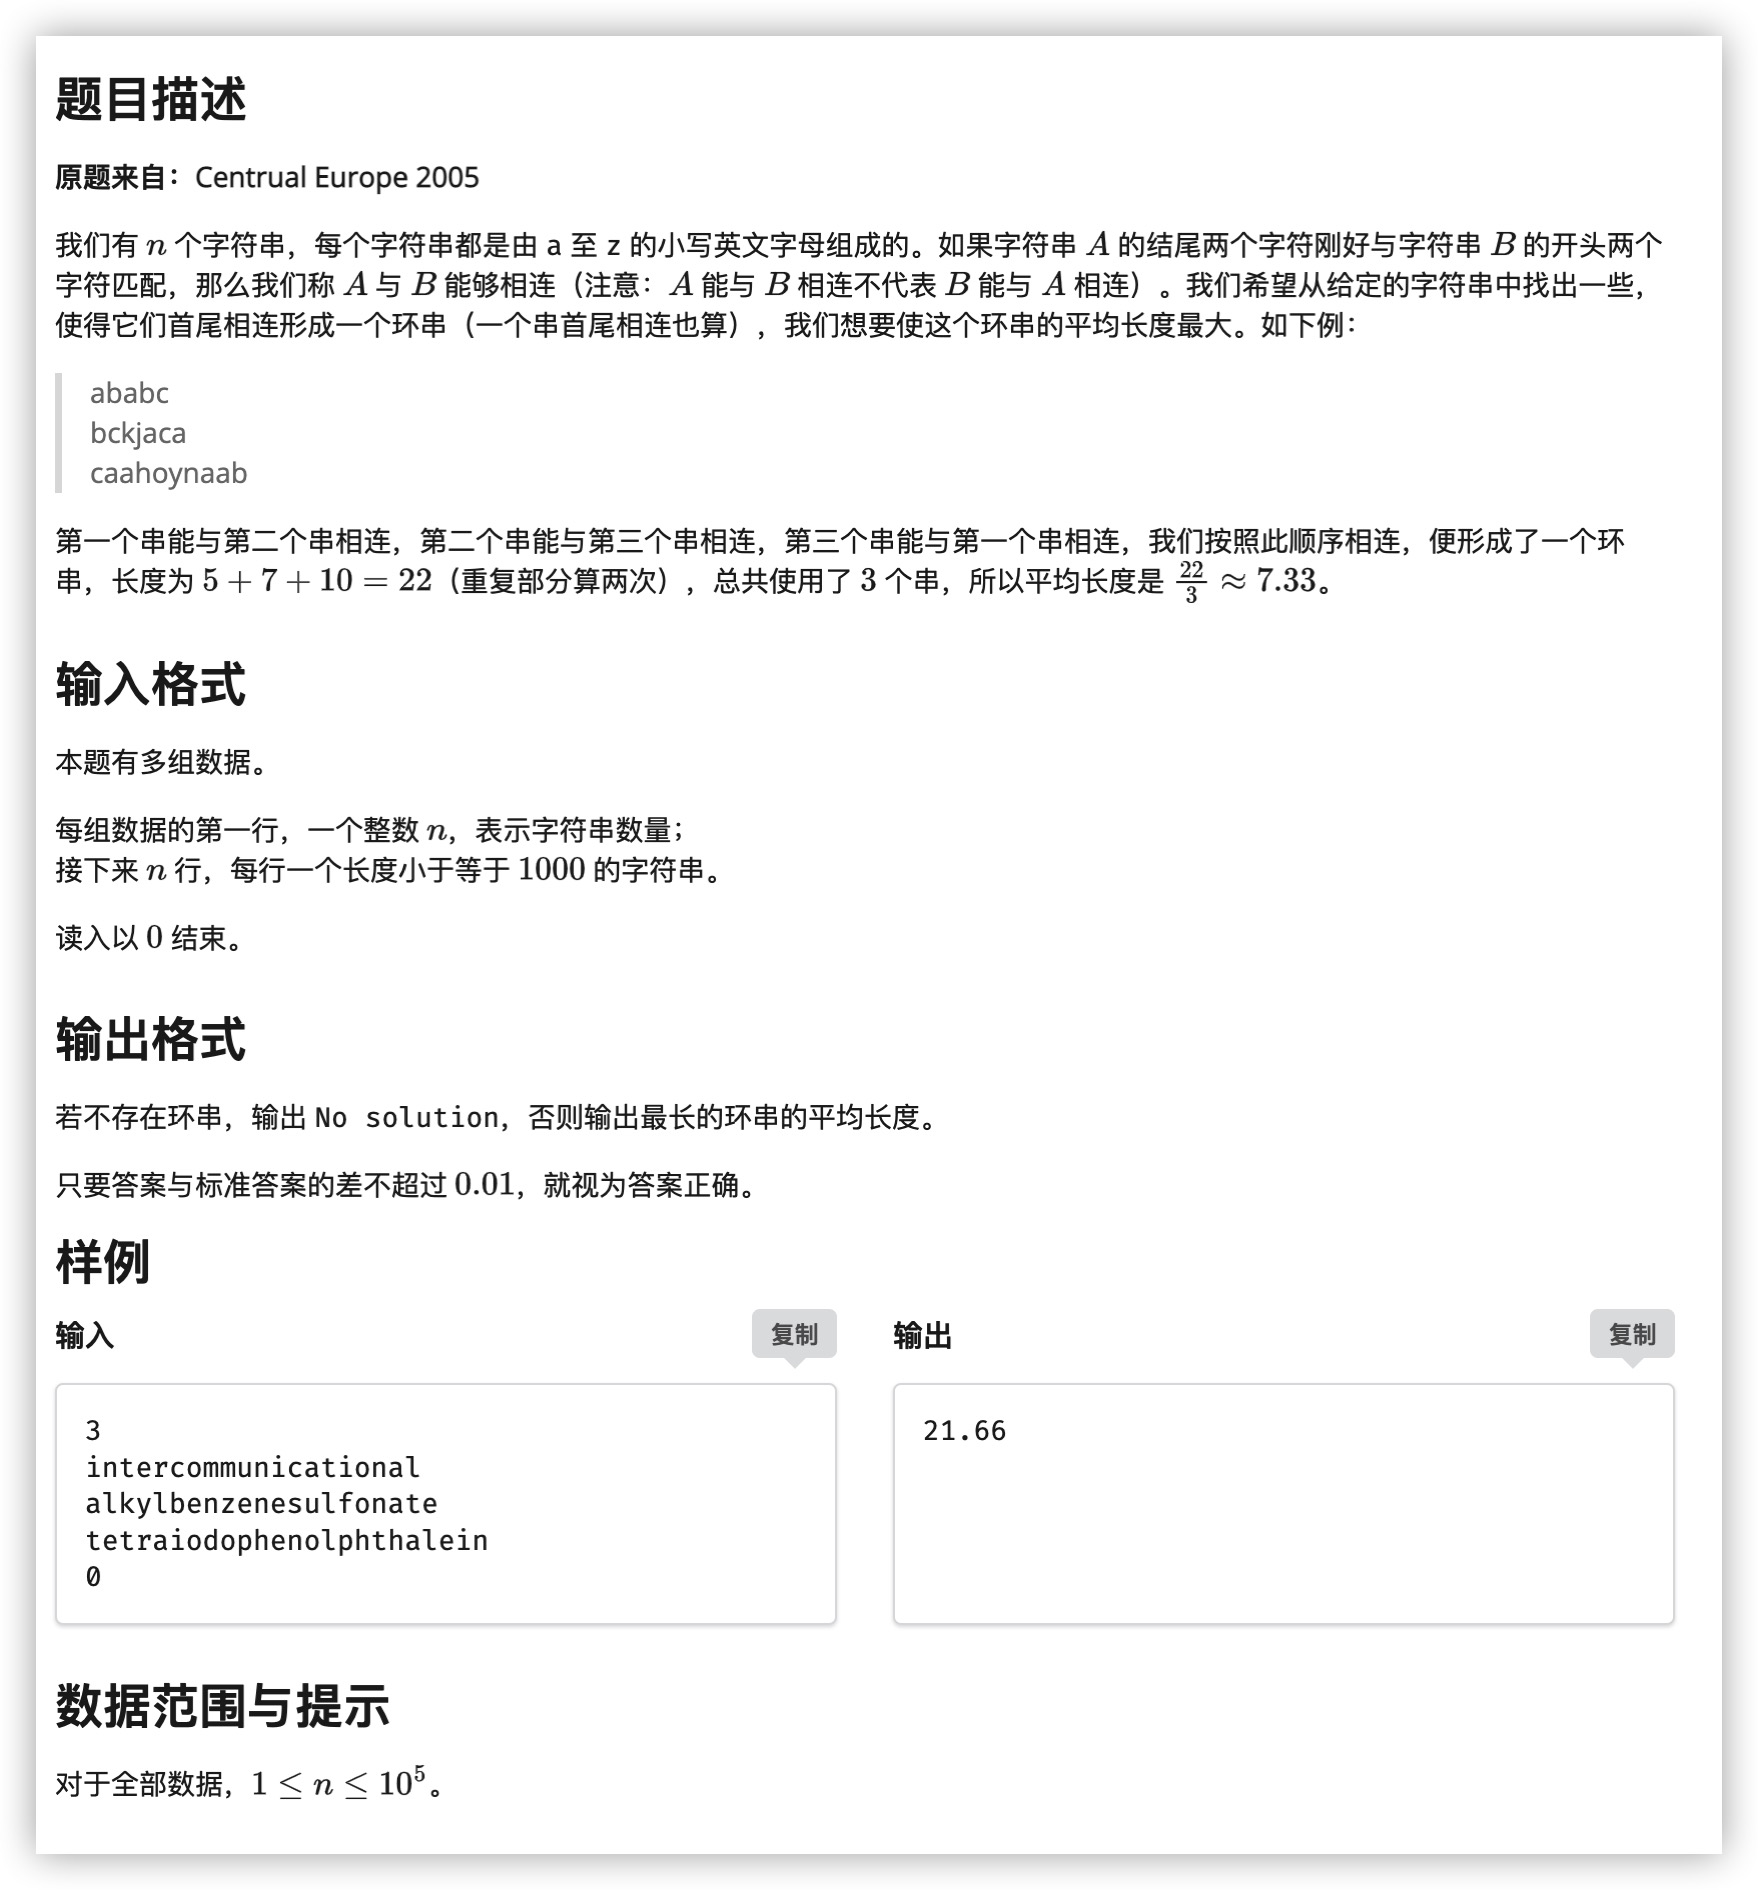 题目描述
原题来自：Centrual Europe 2005
我们有 n 个字符串，每个字符串都是由 a 至 z 的小写英文字母组成的。如果字符串 A 的结尾两个字符刚好与字符串 B 的开头两个
字符匹配，那么我们称 A 与 B 能够相连（注意：A 能与 B 相连不代表 B 能与 A 相连）。我们希望从给定的字符串中找出一些，
使得它们首尾相连形成一个环串（一个串首尾相连也算），我们想要使这个环串的平均长度最大。如下例：
ababc
bckjaca
caahoynaab
第一个串能与第二个串相连，第二个串能与第三个串相连，第三个串能与第一个串相连，我们按照此顺序相连，便形成了一个环
串，长度为 5 + 7 + 10 = 22（重复部分算两次），总共使用了 3 个串，所以平均长度是 22/3 ≈ 7.33。
输入格式
本题有多组数据。
每组数据的第一行，一个整数 n，表示字符串数量；
接下来 n 行，每行一个长度小于等于 1000 的字符串。
读入以 0 结束。
输出格式
若不存在环串，输出 No solution，否则输出最长的环串的平均长度。
只要答案与标准答案的差不超过 0.01，就视为答案正确。
样例
输入 复制
3
intercommunicational
alkylbenzenesulfonate
tetraiodophenolphthalein
0
输出 复制
21.66
数据范围与提示
对于全部数据，1 ≤ n ≤ 10^5。